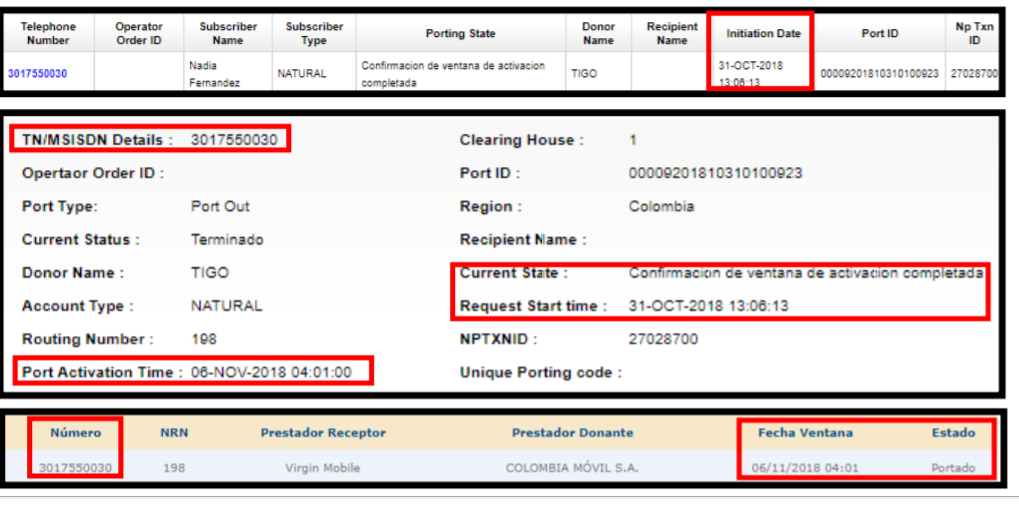 Telephone Number Operator Order ID Subscriber Name Subscriber Type Porting State Donor Name Recipient Name Initiation Date Port ID Np Txn ID
3017550030 Nadia Fernandez NATURAL Confirmacion de ventana de activacion completada TIGO 31-OCT-2018 13:06:13 00009201810310100923 27028700
TN/MSISDN Details : 3017550030 Clearing House : 1
Opertaor Order ID : Port ID : 00009201810310100923
Port Type: Port Out Region : Colombia
Current Status : Terminado Recipient Name :
Donor Name : TIGO Current State : Confirmacion de ventana de activacion completada
Account Type : NATURAL Request Start time : 31-OCT-2018 13:06:13
Routing Number : 198 NPTXNID : 27028700
Port Activation Time : 06-NOV-2018 04:01:00 Unique Porting code :
Número NRN Prestador Receptor Prestador Donante Fecha Ventana Estado
3017550030 198 Virgin Mobile COLOMBIA MÓVIL S.A. 06/11/2018 04:01 Portado